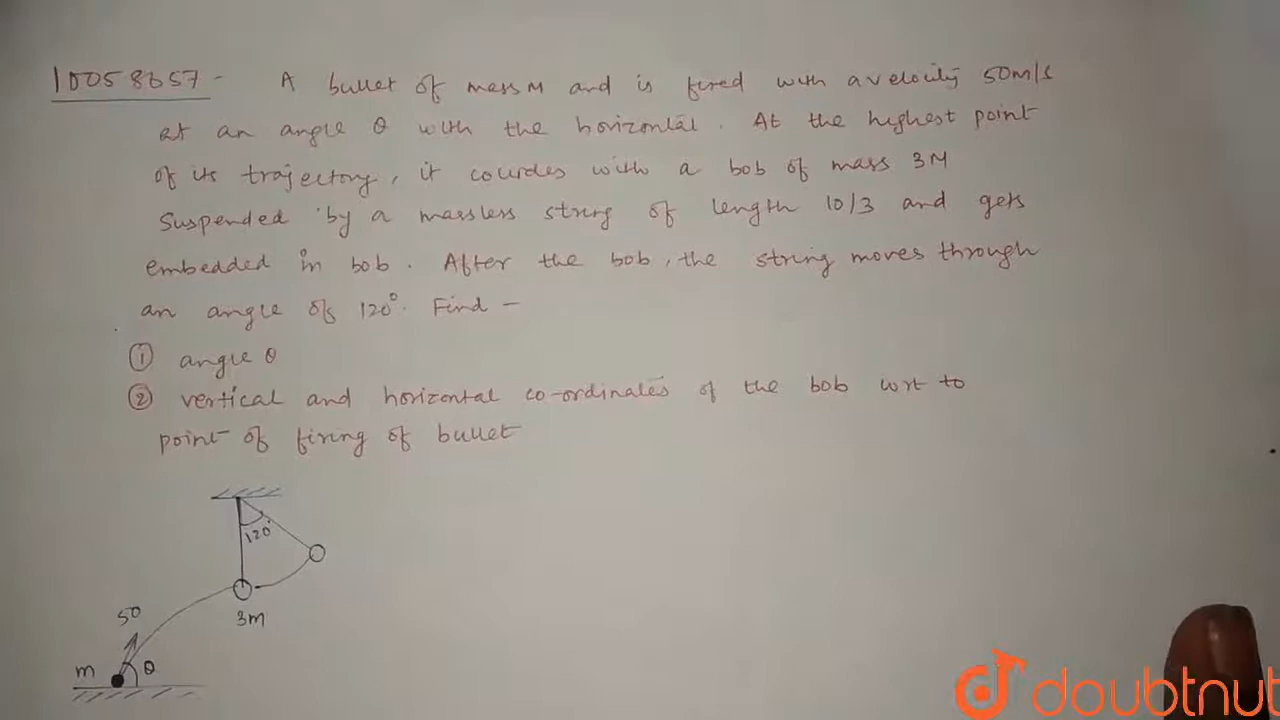 10058657 - A bullet of mass M and is fired with a velocity 50m/s
at an angle θ with the horizontal. At the highest point
of its trajectory, it collides with a bob of mass 3M
suspended by a massless string of length 10/3 and gets
embedded in bob. After the bob, the string moves through
an angle of 120°. Find -
① angle θ
② vertical and horizontal co-ordinates of the bob wrt to
point of firing of bullet
120°
50
3m
m
θ
doubtnut